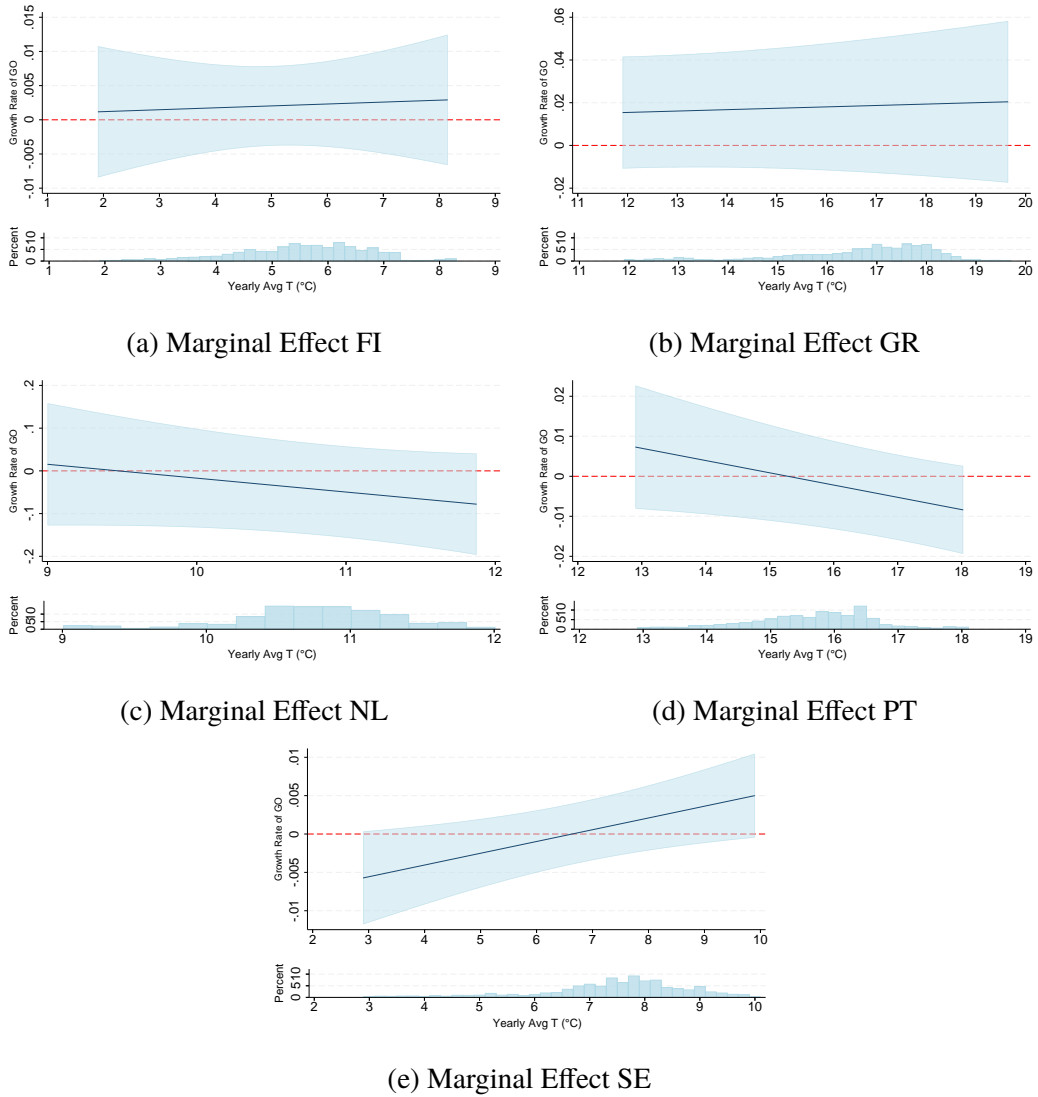 Growth Rate of GO
.015
.01
.005
0
-.005
-.01
1 2 3 4 5 6 7 8 9
Percent
0 5 10
1 2 3 4 5 6 7 8 9
Yearly Avg T (°C)
(a) Marginal Effect FI
Growth Rate of GO
.06
.04
.02
0
-.02
11 12 13 14 15 16 17 18 19 20
Percent
0 5 10
11 12 13 14 15 16 17 18 19 20
Yearly Avg T (°C)
(b) Marginal Effect GR
Growth Rate of GO
.2
.1
0
-.1
-.2
9 10 11 12
Percent
0 5 10
9 10 11 12
Yearly Avg T (°C)
(c) Marginal Effect NL
Growth Rate of GO
.02
.01
0
-.01
-.02
12 13 14 15 16 17 18 19
Percent
0 5 10
12 13 14 15 16 17 18 19
Yearly Avg T (°C)
(d) Marginal Effect PT
Growth Rate of GO
.01
.005
0
-.005
-.01
2 3 4 5 6 7 8 9 10
Percent
0 5 10
2 3 4 5 6 7 8 9 10
Yearly Avg T (°C)
(e) Marginal Effect SE